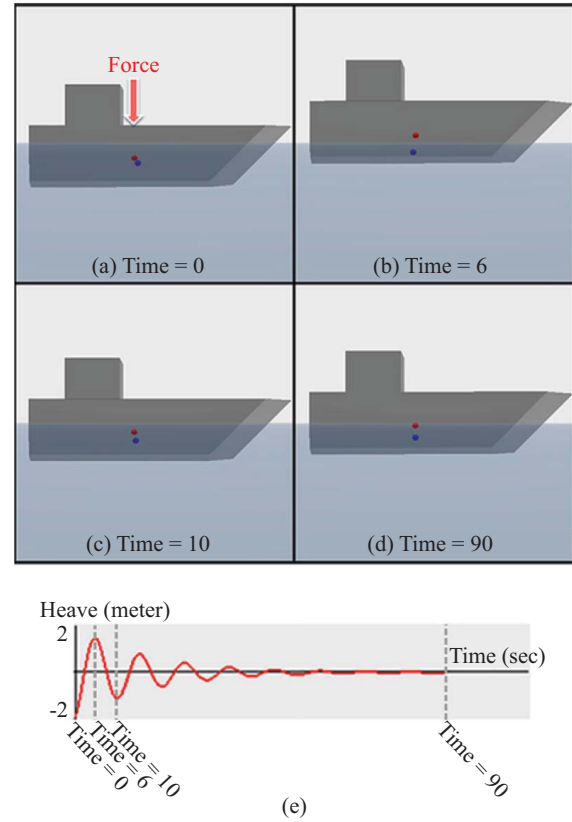 Force
(a) Time = 0
(b) Time = 6
(c) Time = 10
(d) Time = 90
Heave (meter)
2
Time (sec)
-2
Time = 0
Time = 6
Time = 10
Time = 90
(e)